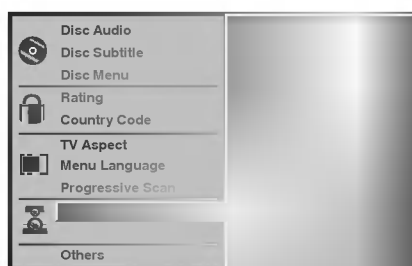 Disc Audio
Disc Subtitle
Disc Menu
Rating
Country Code
TV Aspect
Menu Language
Progressive Scan
Others